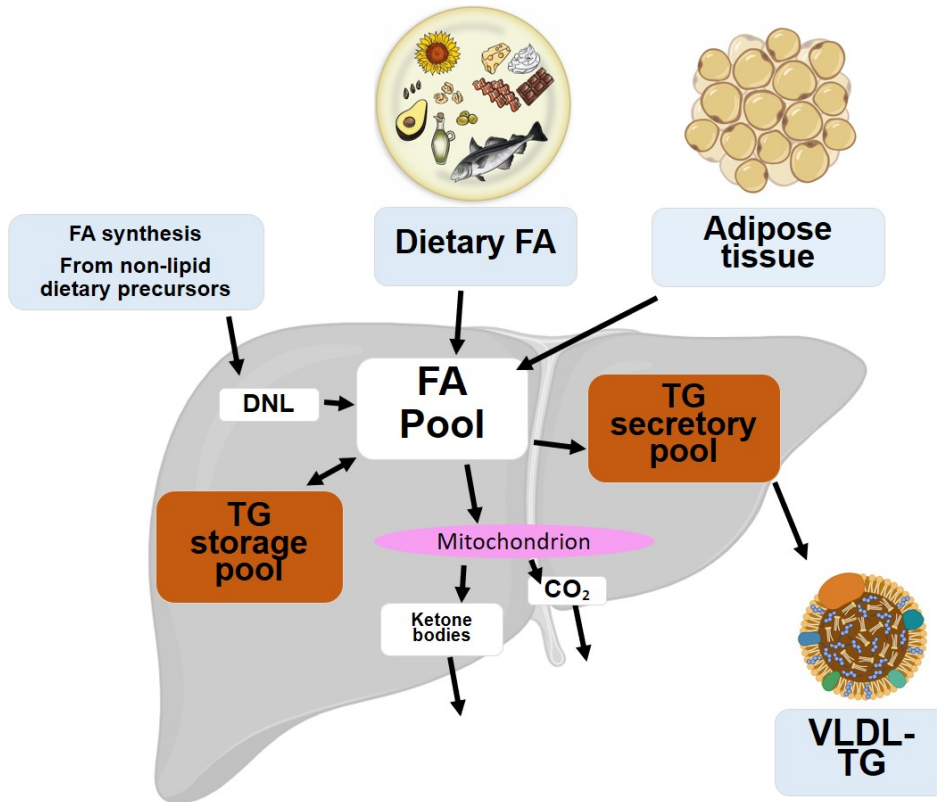 FA synthesis
From non-lipid
dietary precursors
Dietary FA
Adipose
tissue
DNL
FA
Pool
TG
secretory
pool
TG
storage
pool
Mitochondrion
CO₂
Ketone
bodies
VLDL-
TG